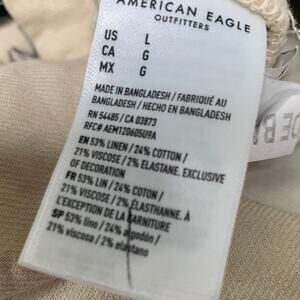 AMERICAN EAGLE
OUTFITTERS
US L
CA G
MX G
MADE IN BANGLADESH / FABRIQUÉ AU
BANGLADESH / HECHO EN BANGLADESH
RN 54485 / CA 03873
RFC# AEM120605U9A
EN 53% LINEN / 24% COTTON /
21% VISCOSE / 2% ELASTANE. EXCLUSIVE
OF DECORATION
FR 53% LIN / 24% COTON /
21% VISCOSE / 2% ÉLASTHANNE. À
L'EXCEPTION DE LA GARNITURE
SP 53% lino / 24% algodón /
21% viscosa / 2% elastano